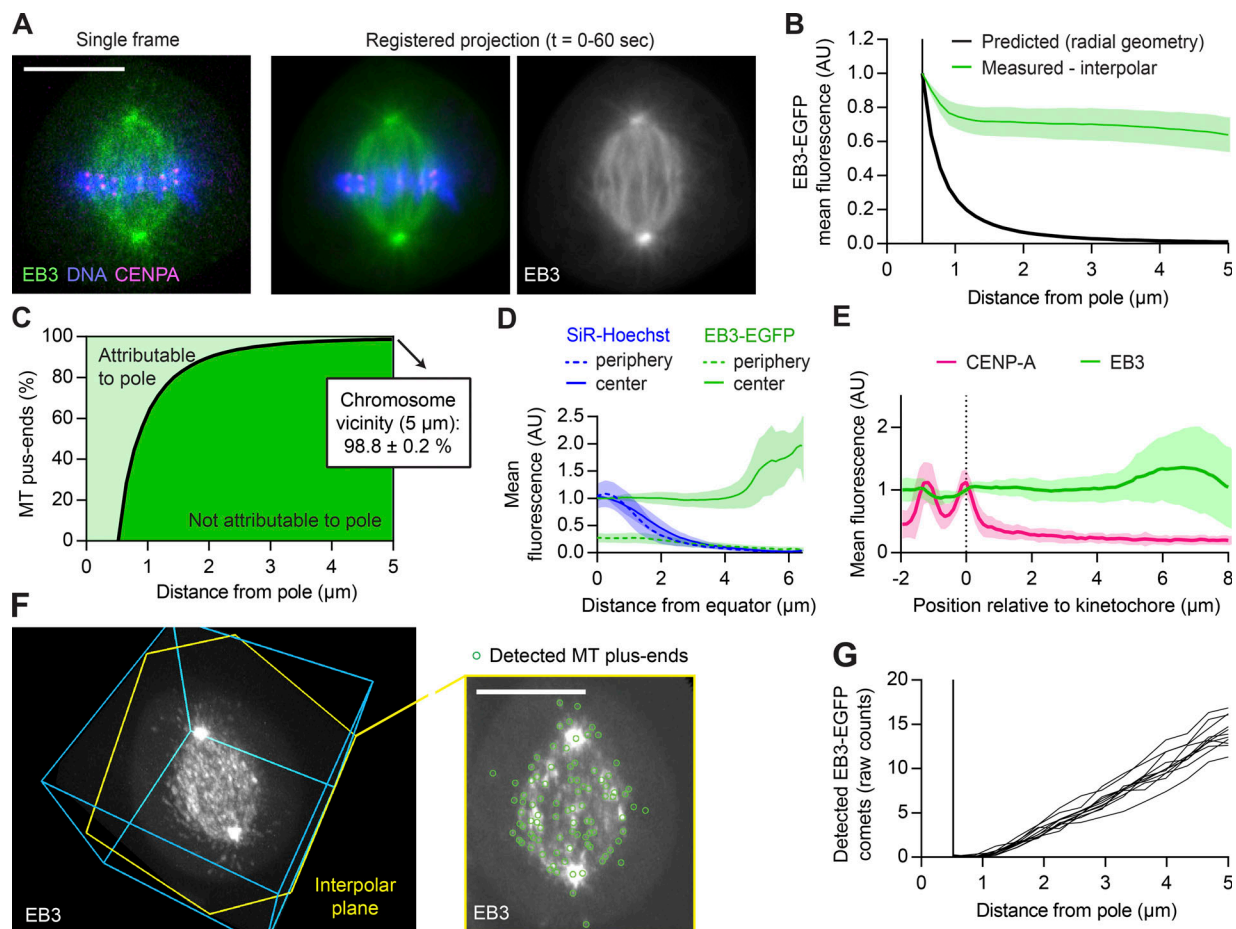 A
Single frame
Registered projection (t = 0-60 sec)
EB3 DNA CENPA
EB3
B
Predicted (radial geometry)
Measured - interpolar
EB3-EGFP
mean fluorescence (AU)
1.2
1.0
0.8
0.6
0.4
0.2
0.0
1
2
3
4
5
Distance from pole (µm)
C
MT pus-ends (%)
100
80
60
40
20
0
Attributable
to pole
Chromosome
vicinity (5 µm):
98.8 ± 0.2 %
Not attributable to pole
0
1
2
3
4
5
Distance from pole (µm)
D
SiR-Hoechst EB3-EGFP
periphery periphery
center center
Mean
fluorescence (AU)
2.5
2.0
1.5
1.0
0.5
0.0
0
2
4
6
Distance from equator (µm)
E
CENP-A EB3
Mean fluorescence (AU)
2
1
0
-2
0
2
4
6
8
Position relative to kinetochore (µm)
F
EB3
Interpolar
plane
Detected MT plus-ends
EB3
G
Detected EB3-EGFP
comets (raw counts)
20
15
10
5
0
0
1
2
3
4
5
Distance from pole (µm)